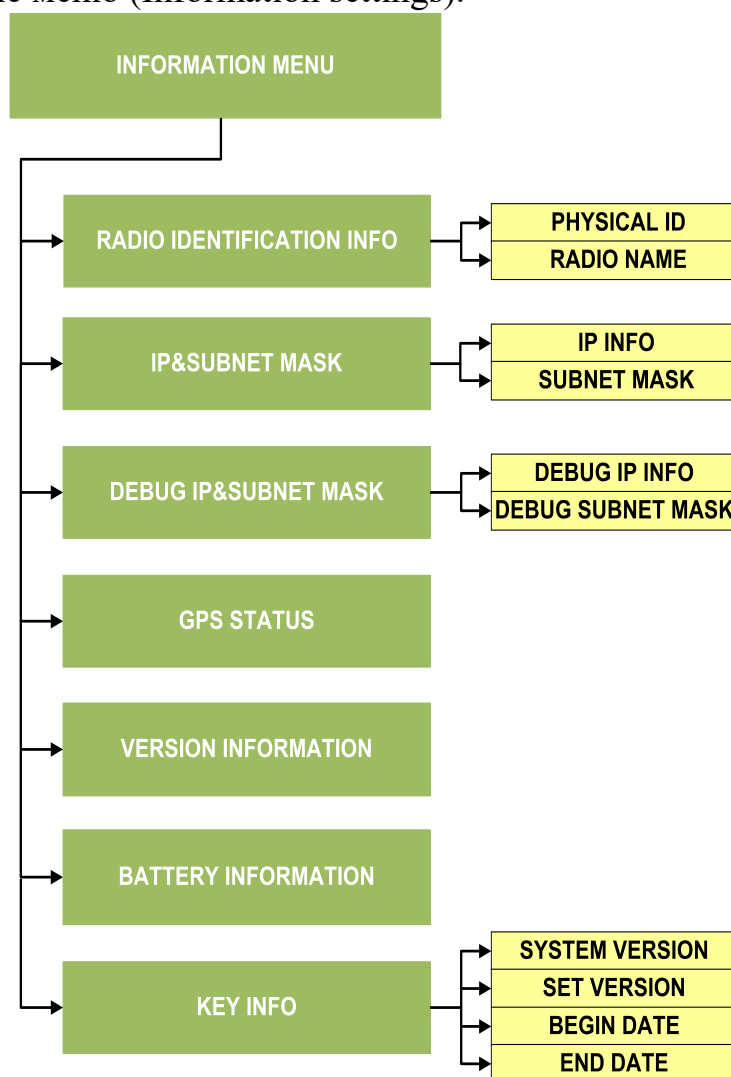 (Information settings).
INFORMATION MENU
RADIO IDENTIFICATION INFO
PHYSICAL ID
RADIO NAME
IP&SUBNET MASK
IP INFO
SUBNET MASK
DEBUG IP&SUBNET MASK
DEBUG IP INFO
DEBUG SUBNET MASK
GPS STATUS
VERSION INFORMATION
BATTERY INFORMATION
KEY INFO
SYSTEM VERSION
SET VERSION
BEGIN DATE
END DATE